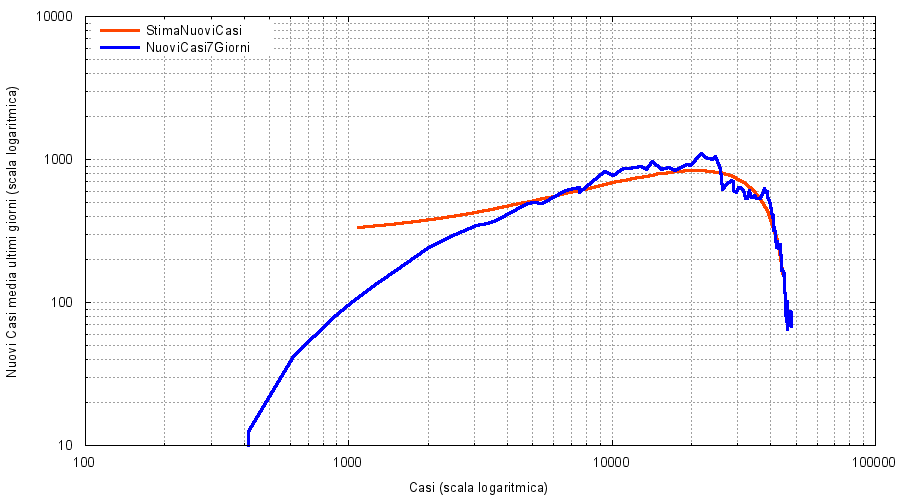 10000
StimaNuoviCasi
NuoviCasi7Giorni
1000
100
10
100
1000
10000
100000
Nuovi Casi media ultimi giorni (scala logaritmica)
Casi (scala logaritmica)